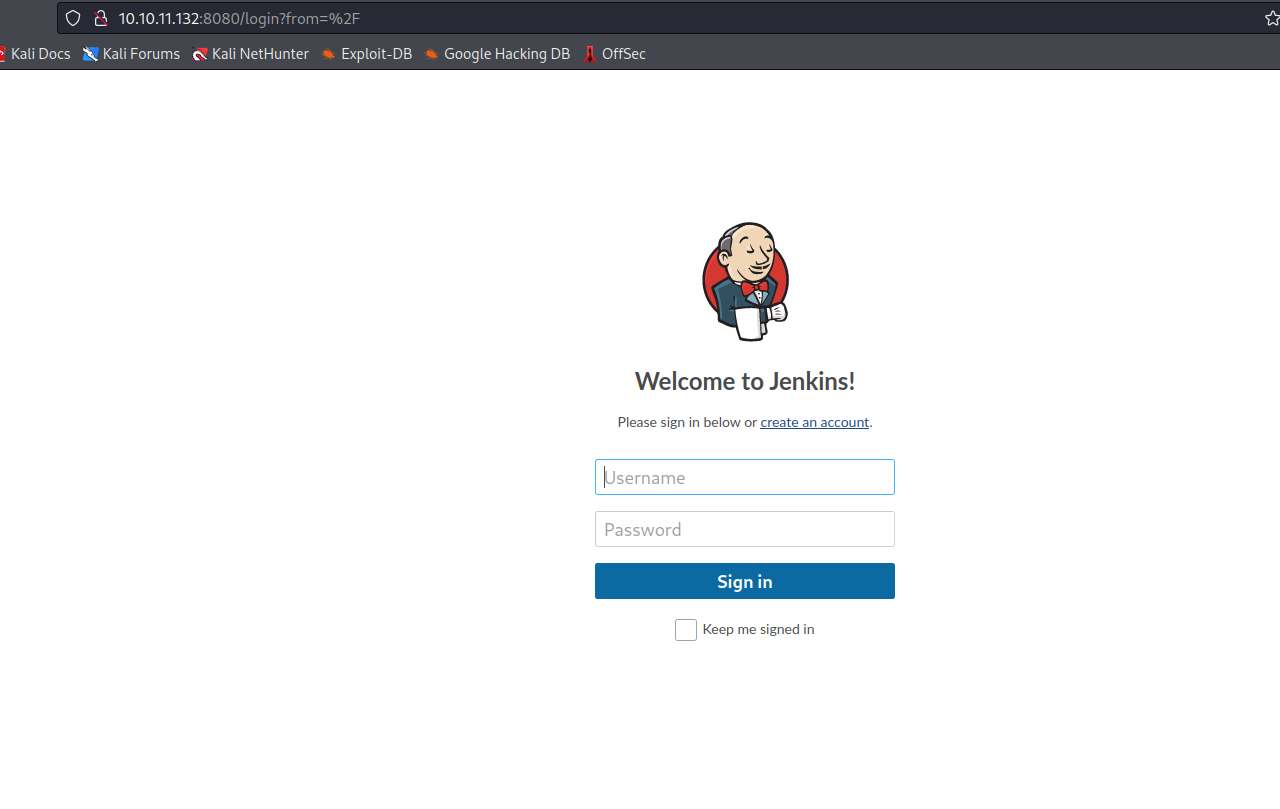 10.10.11.132:8080/login?from=%2F
Kali Docs Kali Forums Kali NetHunter Exploit-DB Google Hacking DB OffSec
Welcome to Jenkins!
Please sign in below or create an account.
Username
Password
Sign in
Keep me signed in